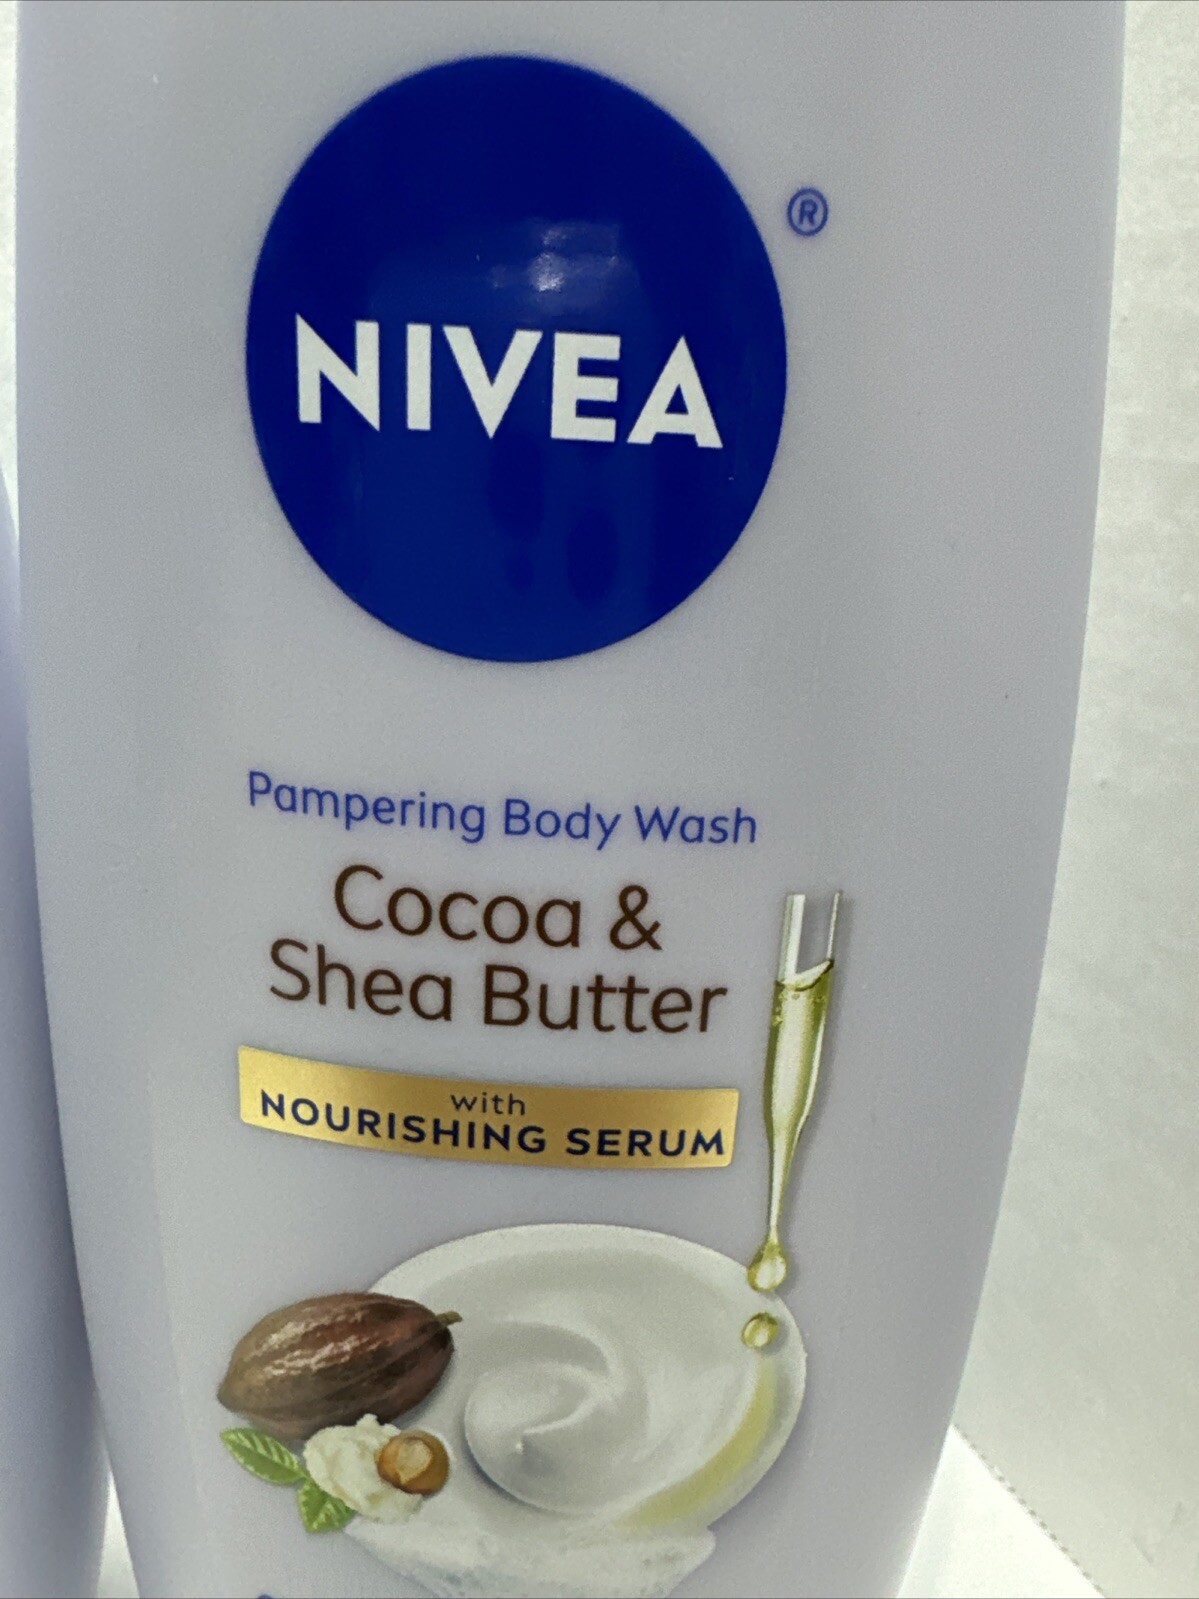 NIVEA
®
Pampering Body Wash
Cocoa &
Shea Butter
with
NOURISHING SERUM